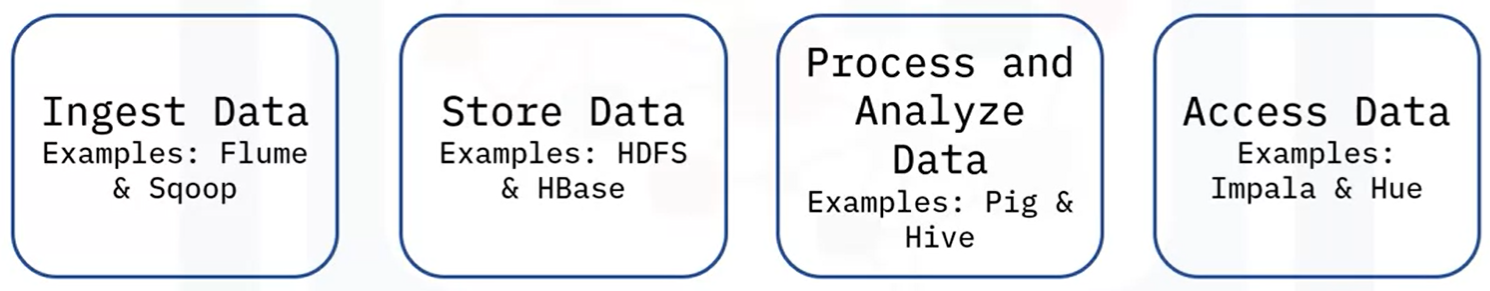 Ingest Data
Examples: Flume
& Sqoop
Store Data
Examples: HDFS
& HBase
Process and
Analyze
Data
Examples: Pig &
Hive
Access Data
Examples:
Impala & Hue